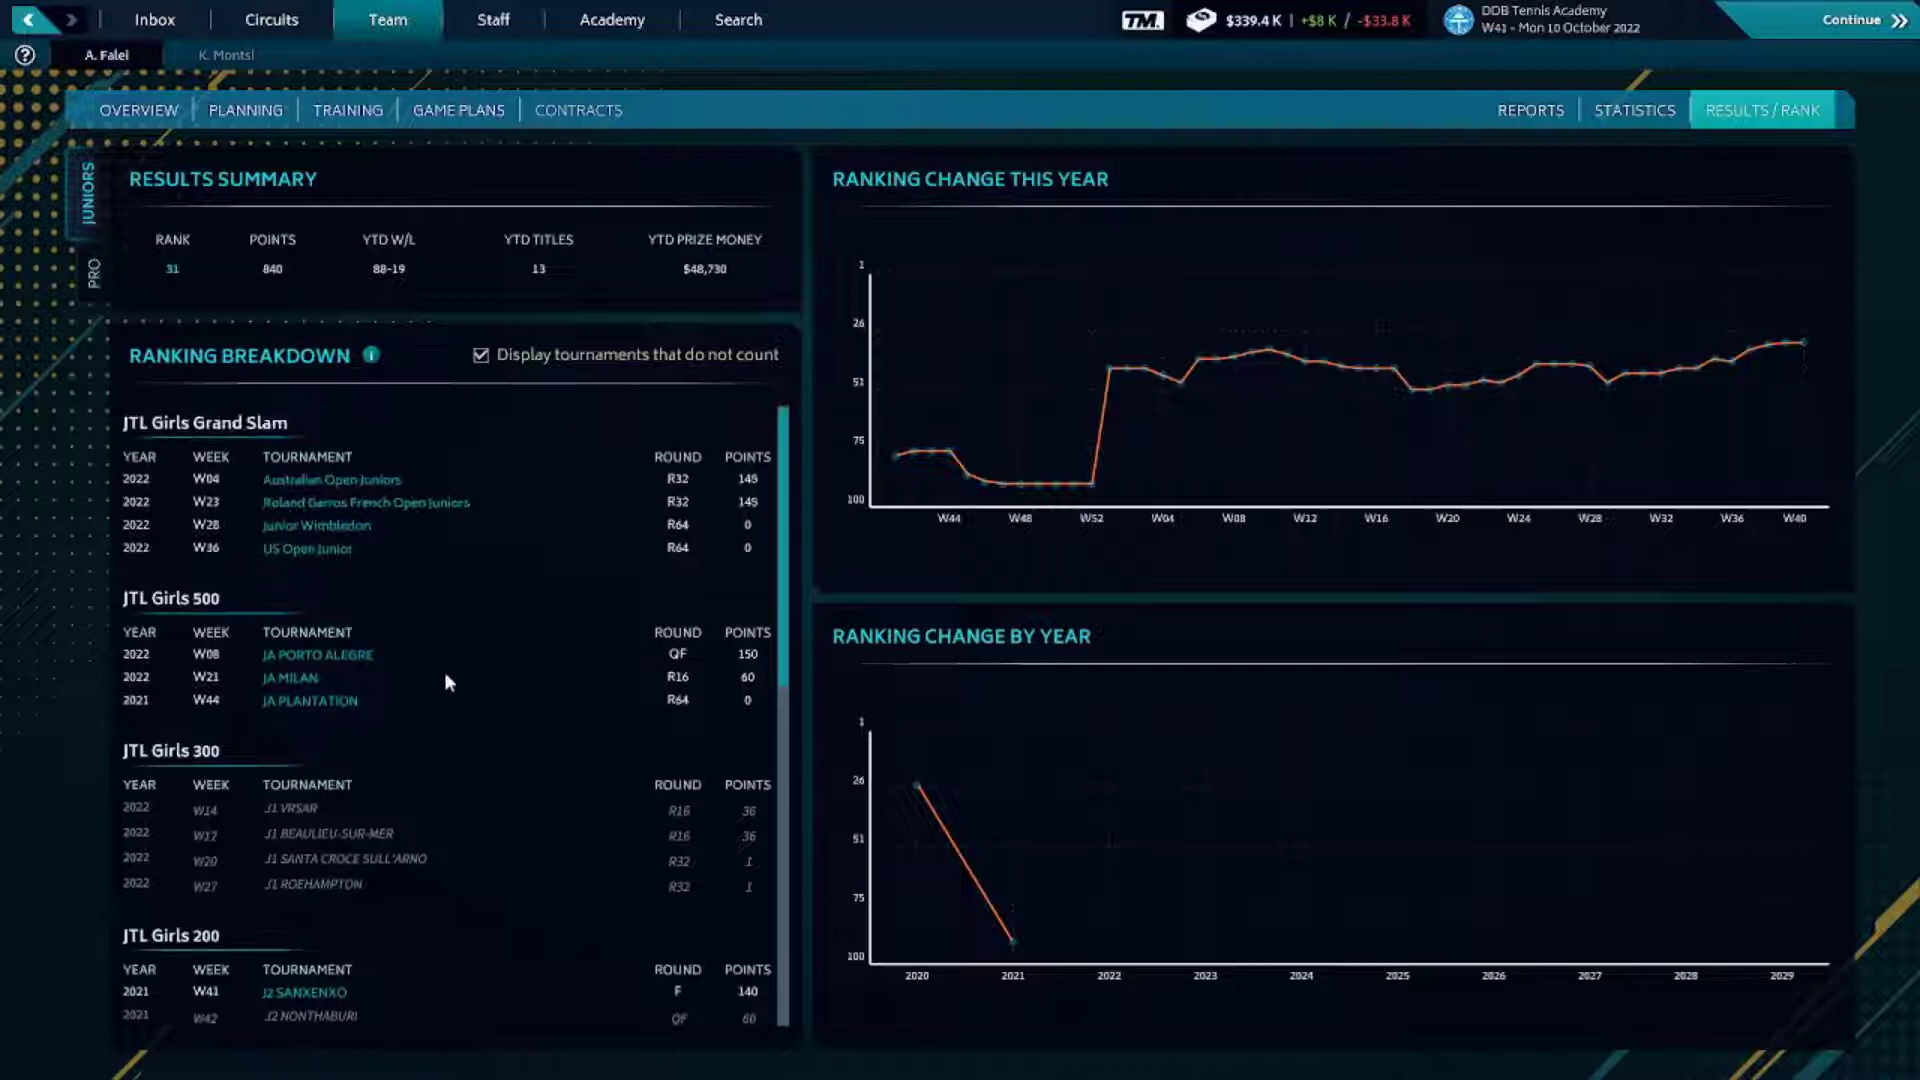 Inbox Circuits Team Staff Academy Search
TM. $339.4 K | +$8 K / -$33.8 K
DDB Tennis Academy
W41 - Mon 10 October 2022
Continue
A. Falel K. Montsl
OVERVIEW PLANNING TRAINING GAME PLANS CONTRACTS REPORTS STATISTICS RESULTS / RANK
JUNIORS
PRO
RESULTS SUMMARY
RANK POINTS YTD W/L YTD TITLES YTD PRIZE MONEY
31 840 88-19 13 $48,730
RANKING BREAKDOWN i Display tournaments that do not count
JTL Girls Grand Slam
YEAR WEEK TOURNAMENT ROUND POINTS
2022 W04 Australian Open Juniors R32 145
2022 W23 Roland Garros French Open Juniors R32 145
2022 W28 Junior Wimbledon R64 0
2022 W36 US Open Junior R64 0
JTL Girls 500
YEAR WEEK TOURNAMENT ROUND POINTS
2022 W08 JA PORTO ALEGRE QF 150
2022 W21 JA MILAN R16 60
2021 W44 JA PLANTATION R64 0
JTL Girls 300
YEAR WEEK TOURNAMENT ROUND POINTS
2022 W14 J1 VRSAR R16 36
2022 W17 J1 BEAULIEU-SUR-MER R16 36
2022 W20 J1 SANTA CROCE SULL'ARNO R32 1
2022 W27 J1 ROEHAMPTON R32 1
JTL Girls 200
YEAR WEEK TOURNAMENT ROUND POINTS
2021 W41 J2 SANXENXO F 140
2021 W42 J2 NONTHABURI QF 60
RANKING CHANGE THIS YEAR
1
26
51
75
100
W44 W48 W52 W04 W08 W12 W16 W20 W24 W28 W32 W36 W40
RANKING CHANGE BY YEAR
1
26
51
75
100
2020 2021 2022 2023 2024 2025 2026 2027 2028 2029